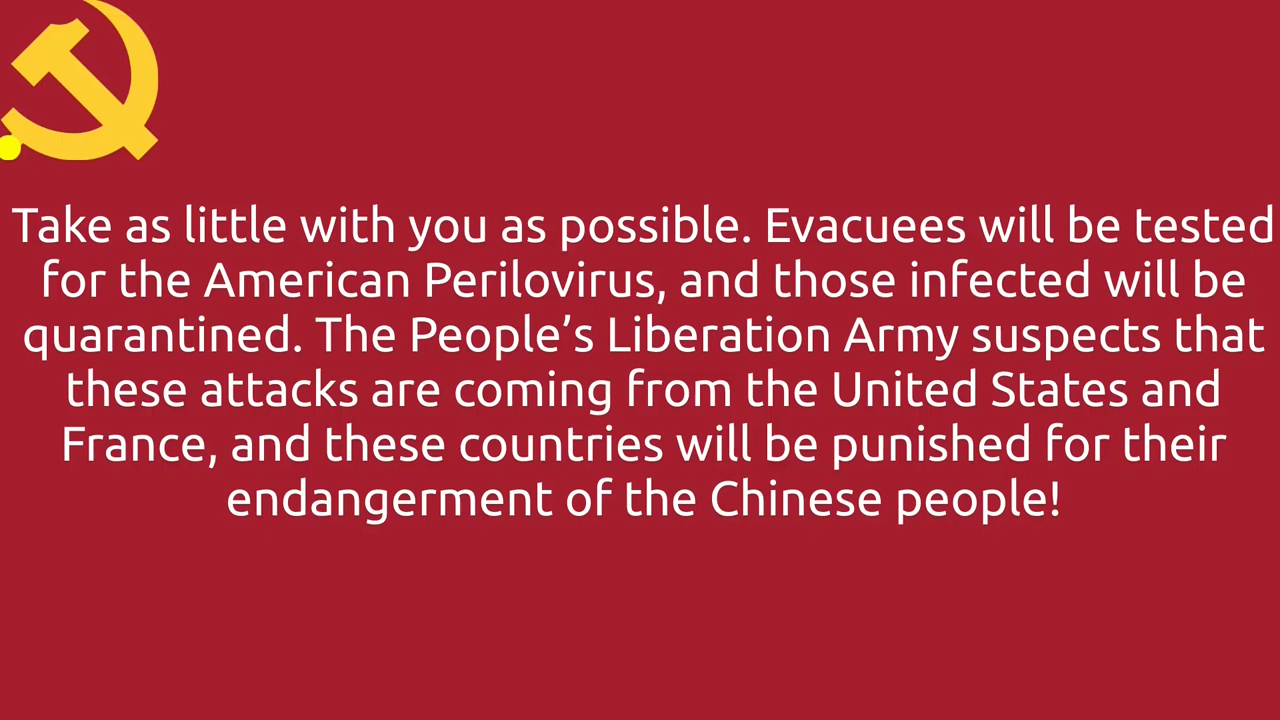 Take as little with you as possible. Evacuees will be tested
for the American Perilovirus, and those infected will be
quarantined. The People’s Liberation Army suspects that
these attacks are coming from the United States and
France, and these countries will be punished for their
endangerment of the Chinese people!